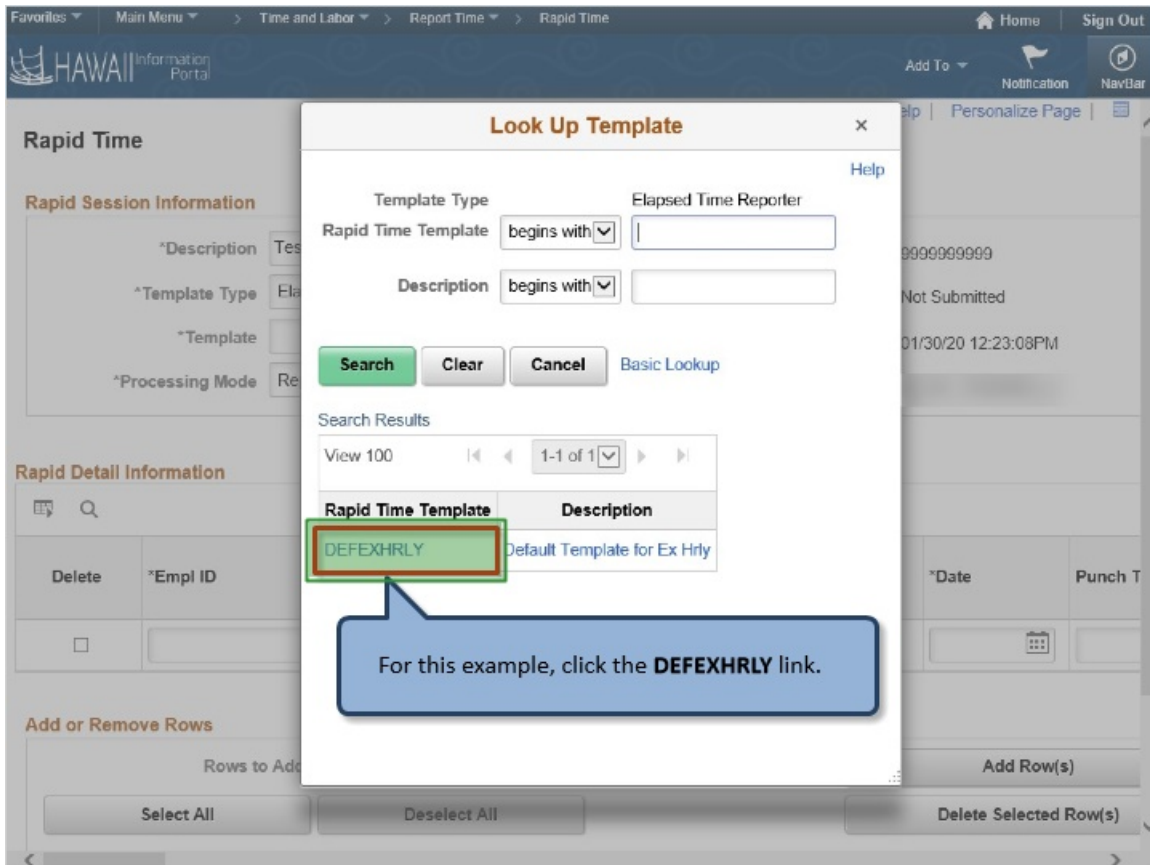 Favorites Main Menu > Time and Labor > Report Time > Rapid Time Home Sign Out
HAWAII Information Portal
Add To Notification NavBar
elp | Personalize Page |
Rapid Time
Rapid Session Information
*Description Tes 9999999999
*Template Type Ela Not Submitted
*Template 01/30/20 12:23:08PM
*Processing Mode Re
Look Up Template ×
Help
Template Type Elapsed Time Reporter
Rapid Time Template begins with
Description begins with
Search Clear Cancel Basic Lookup
Search Results
View 100 1-1 of 1
Rapid Time Template Description
DEFEXHRLY Default Template for Ex Hrly
For this example, click the DEFEXHRLY link.
Rapid Detail Information
Delete *Empl ID *Date Punch T
Add or Remove Rows
Rows to Add Add Row(s)
Select All Deselect All Delete Selected Row(s)